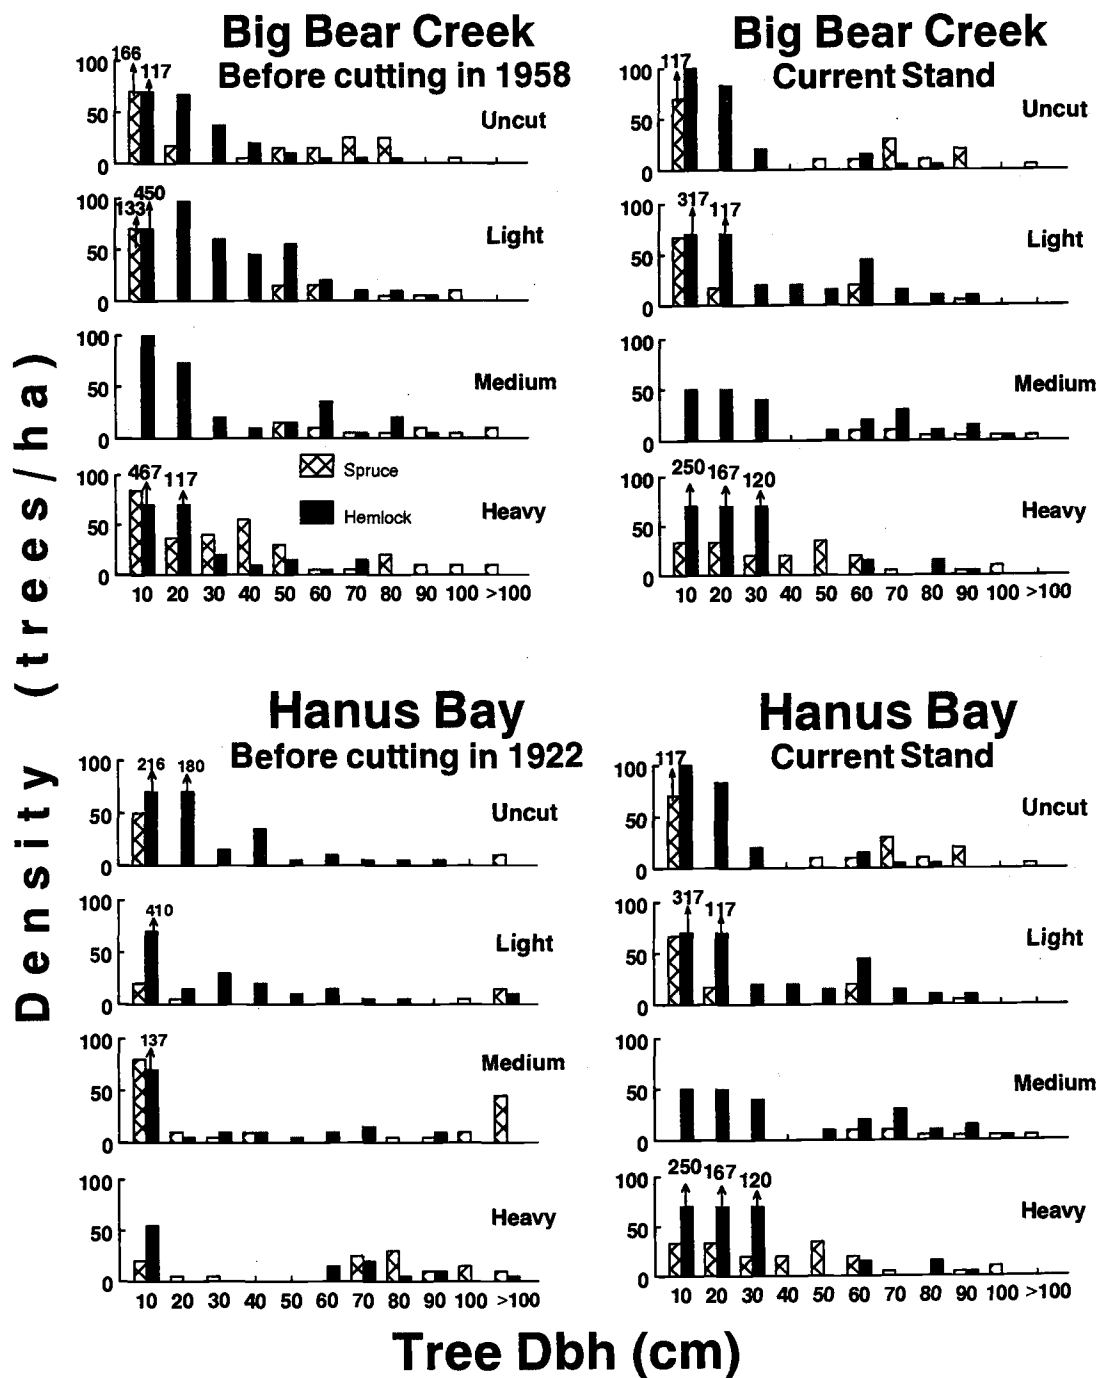 Big Bear Creek
Before cutting in 1958
166
117
100
50
0
Uncut
133
450
100
50
0
Light
100
50
0
Medium
Spruce
Hemlock
467 117
100
50
0
Heavy
10 20 30 40 50 60 70 80 90 100 >100
Big Bear Creek
Current Stand
117
100
50
0
Uncut
317 117
100
50
0
Light
100
50
0
Medium
250 167 120
100
50
0
Heavy
10 20 30 40 50 60 70 80 90 100 >100
Density (trees/ha)
Hanus Bay
Before cutting in 1922
216 180
100
50
0
Uncut
410
100
50
0
Light
137
100
50
0
Medium
100
50
0
Heavy
10 20 30 40 50 60 70 80 90 100 >100
Hanus Bay
Current Stand
117
100
50
0
Uncut
317 117
100
50
0
Light
100
50
0
Medium
250 167 120
100
50
0
Heavy
10 20 30 40 50 60 70 80 90 100 >100
Tree Dbh (cm)